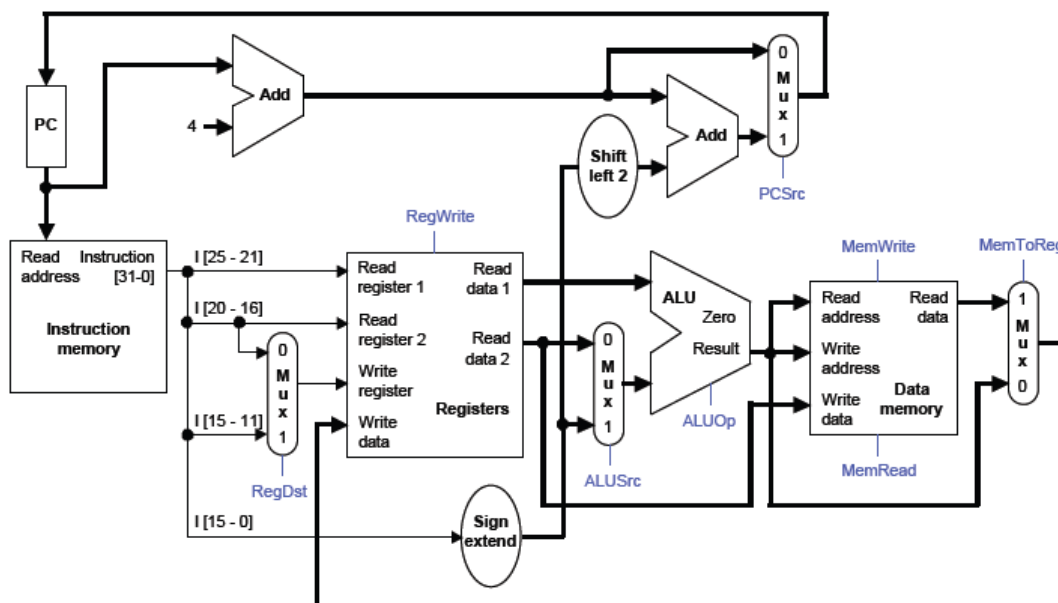 PC
4
Add
Shift
left 2
Add
0
M
u
x
1
PCSrc
Read
address
Instruction
[31-0]
Instruction
memory
I [25 - 21]
I [20 - 16]
I [15 - 11]
I [15 - 0]
0
M
u
x
1
RegDst
RegWrite
Read
register 1
Read
register 2
Write
register
Write
data
Read
data 1
Read
data 2
Registers
Sign
extend
0
M
u
x
1
ALUSrc
ALU
Zero
Result
ALUOp
MemWrite
Read
address
Write
address
Write
data
Read
data
Data
memory
MemRead
MemToReg
1
M
u
x
0